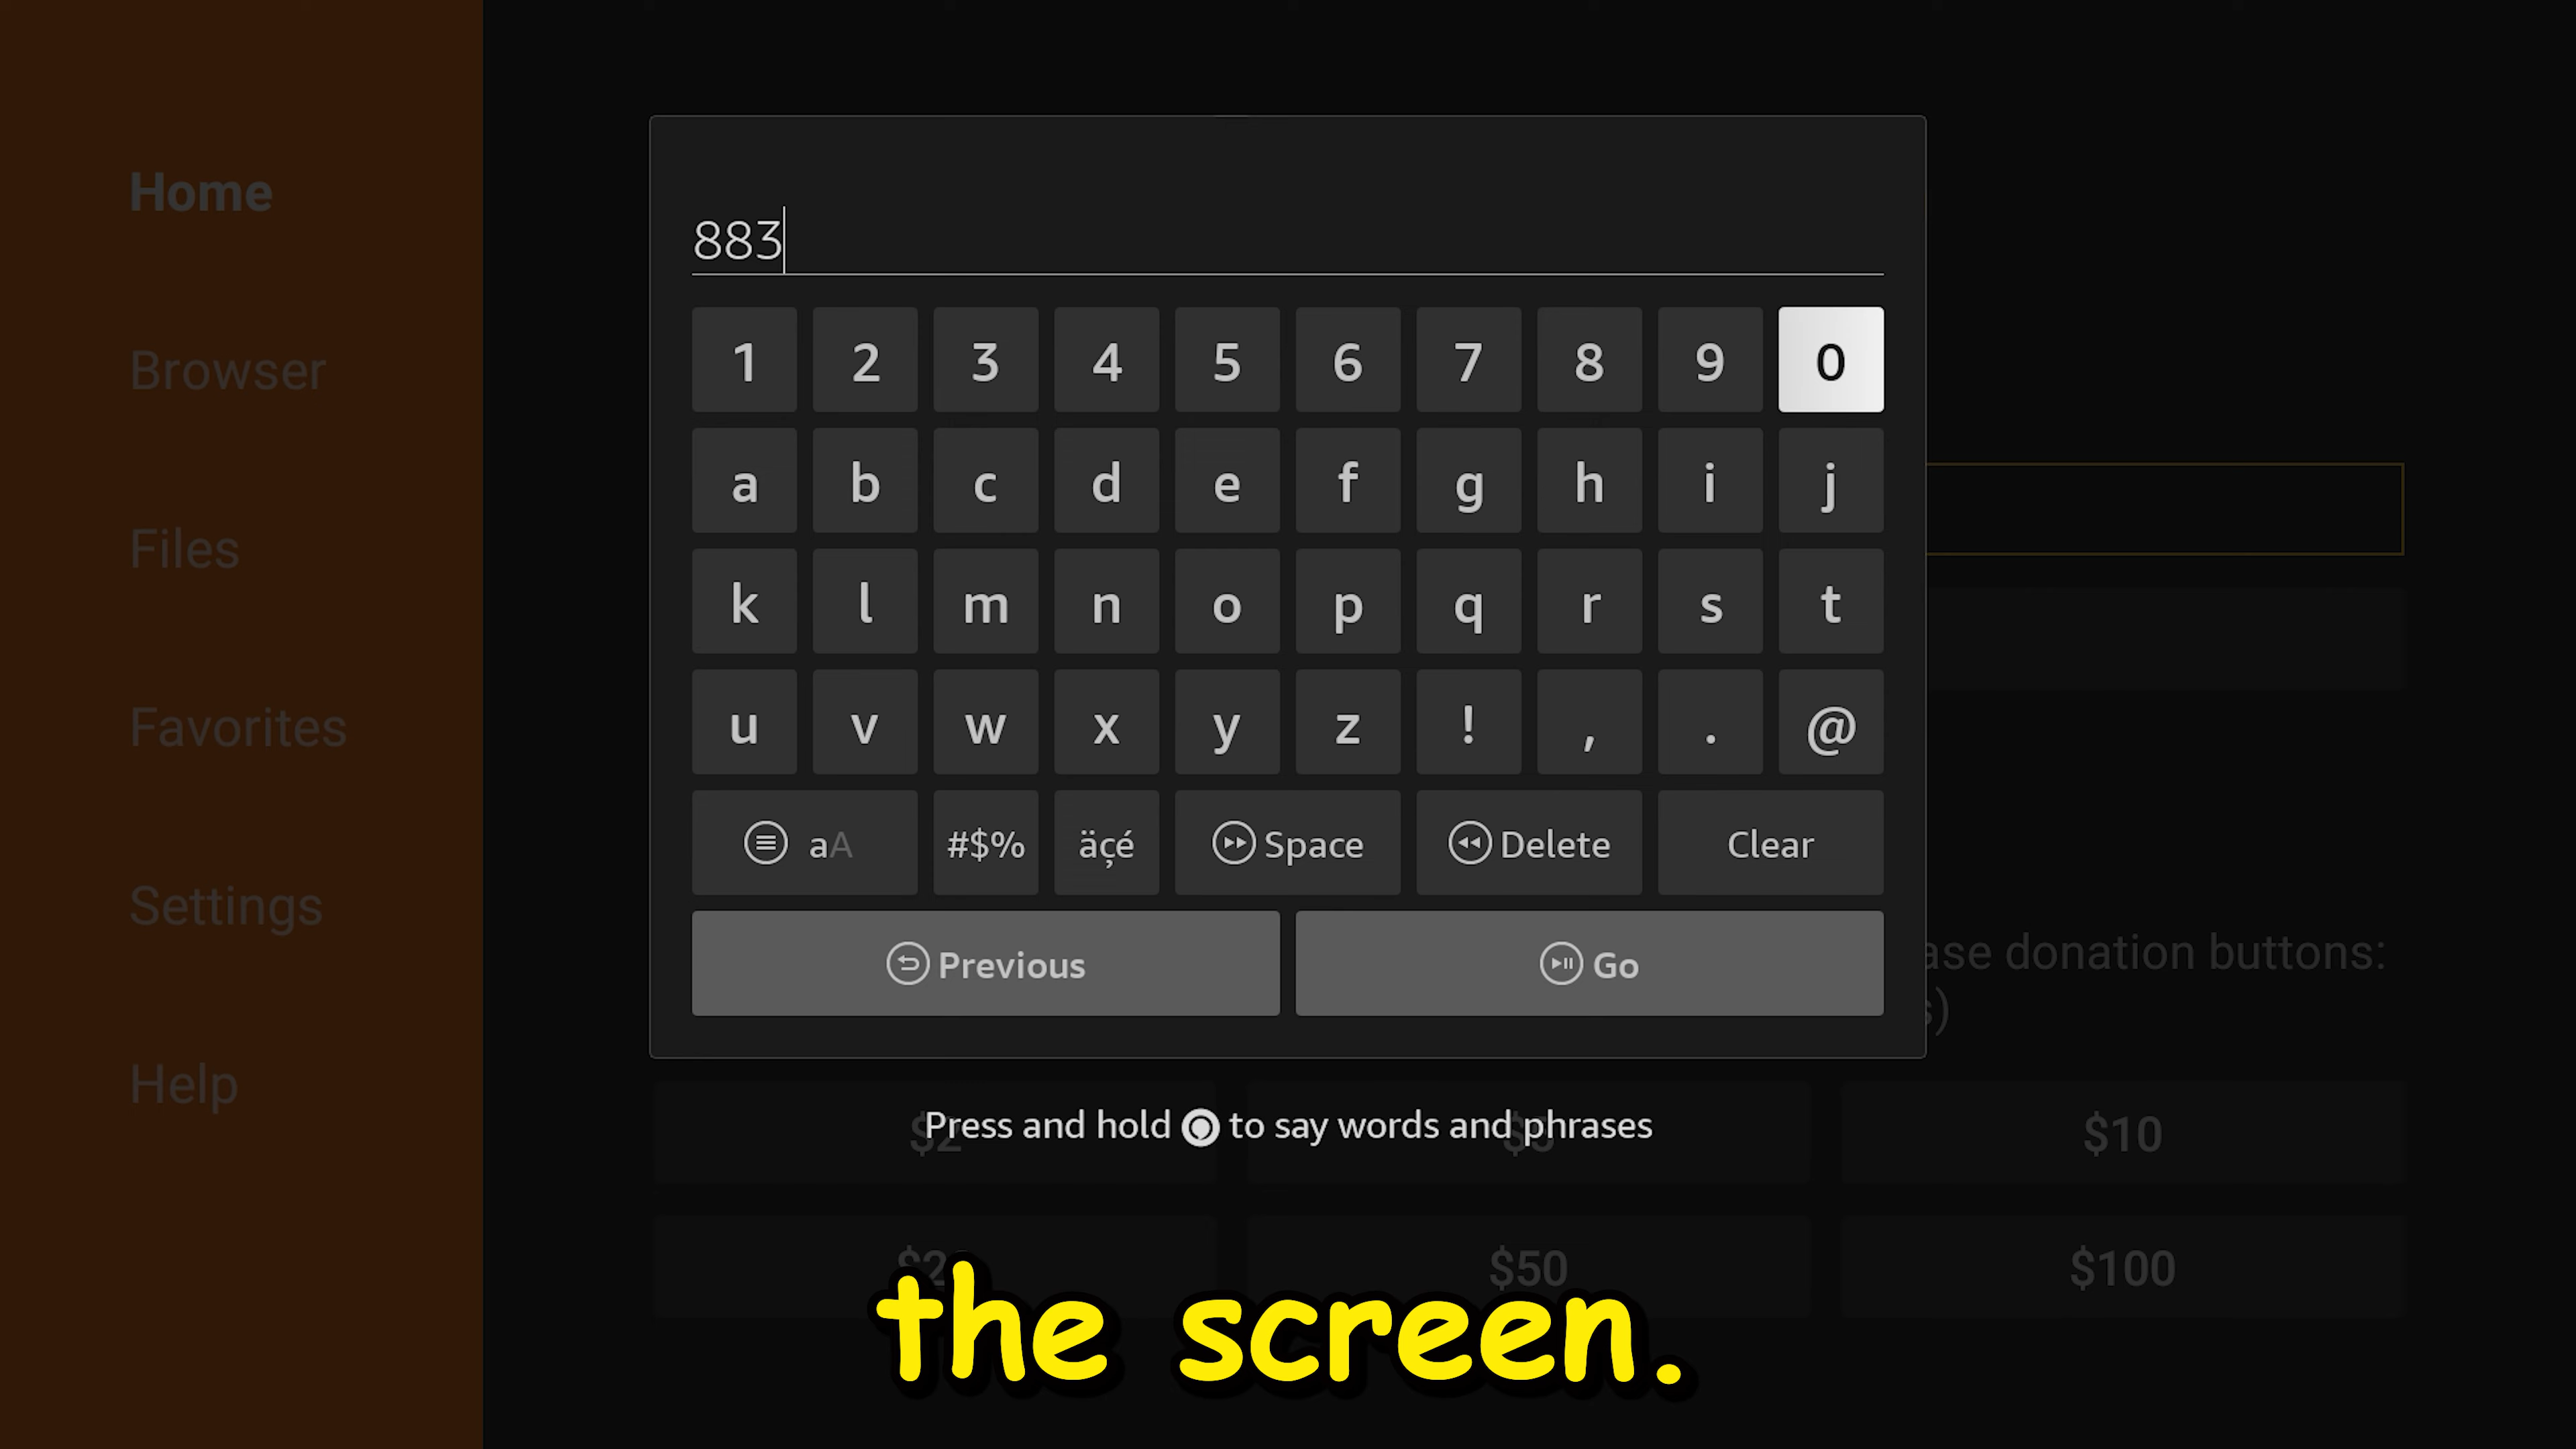 Home
Browser
Files
Favorites
Settings
Help
883
1 2 3 4 5 6 7 8 9 0
a b c d e f g h i j
k l m n o p q r s t
u v w x y z ! , . @
aA #$% äçé Space Delete Clear
Previous Go
ase donation buttons:
s)
Press and hold to say words and phrases
$2 $5 $10
$50 $100
the screen.